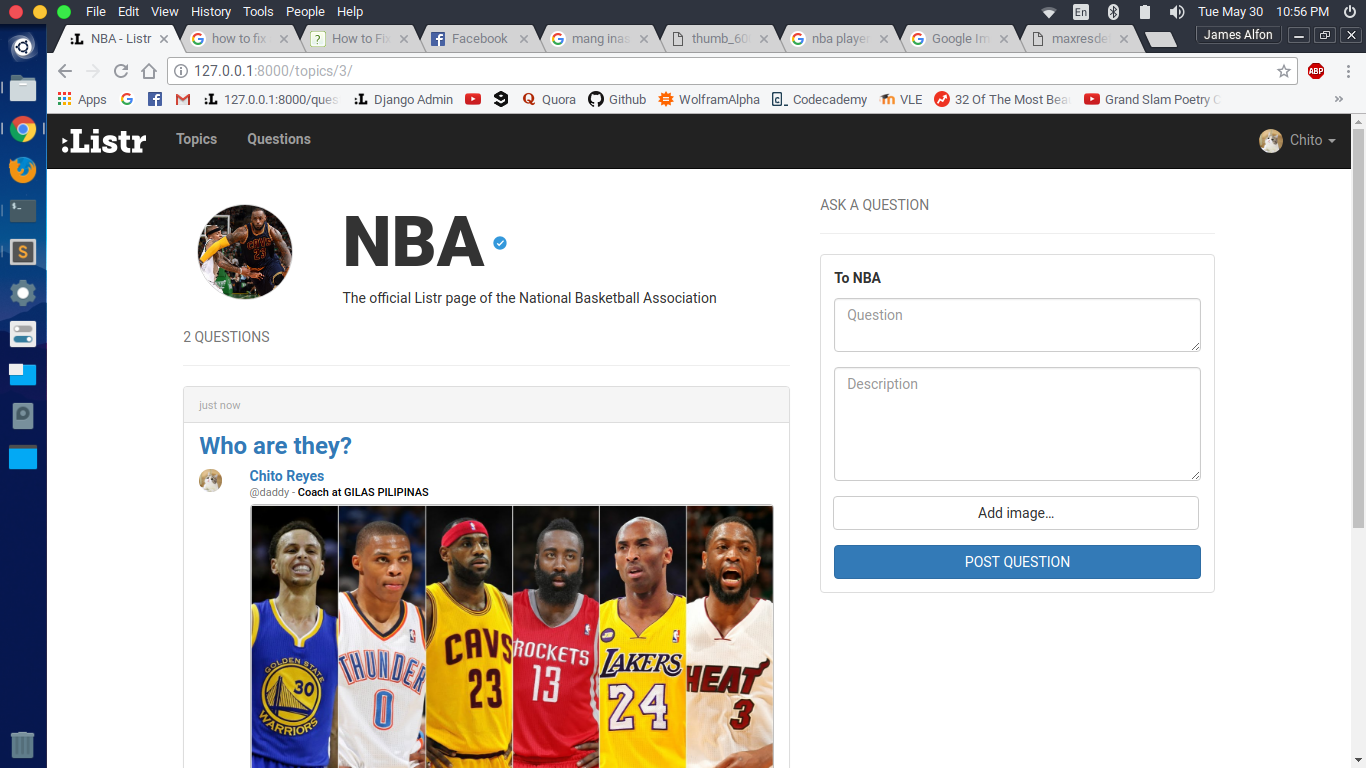 File Edit View History Tools People Help
En
Tue May 30 10:56 PM
NBA - Listr
how to fix
How to Fix
Facebook
mang inas
thumb_600
nba player
Google Im
maxresdef
James Alfon
127.0.0.1:8000/topics/3/
ABP
Apps
:L 127.0.0.1:8000/ques
:L Django Admin
Quora
Github
WolframAlpha
Codecademy
VLE
32 Of The Most Bea
Grand Slam Poetry C
:Listr
Topics
Questions
Chito
NBA
The official Listr page of the National Basketball Association
2 QUESTIONS
just now
Who are they?
Chito Reyes
@daddy - Coach at GILAS PILIPINAS
GOLDEN STATE
30
WARRIORS
THUNDER
0
CAVS
23
ROCKETS
13
LAKERS
24
HEAT
3
ASK A QUESTION
To NBA
Question
Description
Add image...
POST QUESTION